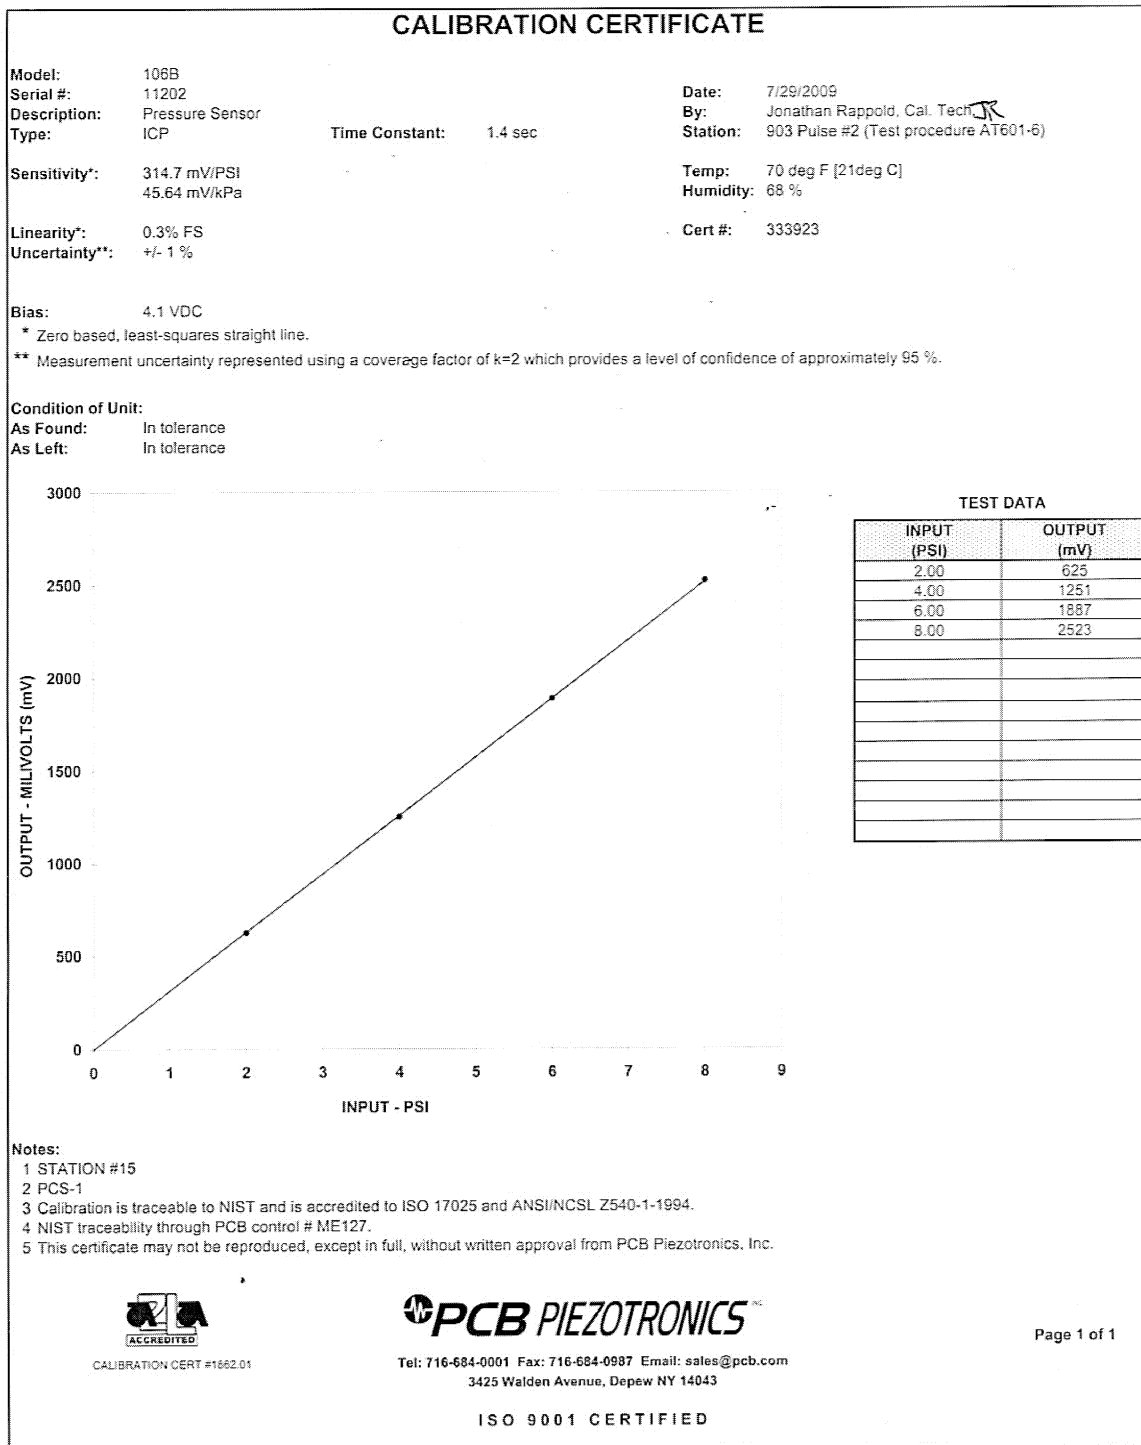 CALIBRATION CERTIFICATE
Model: 106B
Serial #: 11202
Description: Pressure Sensor
Type: ICP Time Constant: 1.4 sec
Date: 7/29/2009
By: Jonathan Rappold, Cal. Tech JR
Station: 903 Pulse #2 (Test procedure AT601-6)
Sensitivity*: 314.7 mV/PSI
45.64 mV/kPa
Temp: 70 deg F [21deg C]
Humidity: 68 %
Linearity*: 0.3% FS
Uncertainty**: +/- 1 %
Cert #: 333923
Bias: 4.1 VDC
* Zero based, least-squares straight line.
** Measurement uncertainty represented using a coverage factor of k=2 which provides a level of confidence of approximately 95 %.
Condition of Unit:
As Found: In tolerance
As Left: In tolerance
3000
2500
2000
1500
1000
500
0
OUTPUT - MILIVOLTS (mV)
0 1 2 3 4 5 6 7 8 9
INPUT - PSI
TEST DATA
INPUT (PSI) OUTPUT (mV)
2.00 625
4.00 1251
6.00 1887
8.00 2523
Notes:
1 STATION #15
2 PCS-1
3 Calibration is traceable to NIST and is accredited to ISO 17025 and ANSI/NCSL Z540-1-1994.
4 NIST traceability through PCB control # ME127.
5 This certificate may not be reproduced, except in full, without written approval from PCB Piezotronics, Inc.
A2LA
ACCREDITED
CALIBRATION CERT #1862.01
PCB PIEZOTRONICS INC.
Tel: 716-684-0001 Fax: 716-684-0987 Email: sales@pcb.com
3425 Walden Avenue, Depew NY 14043
ISO 9001 CERTIFIED
Page 1 of 1